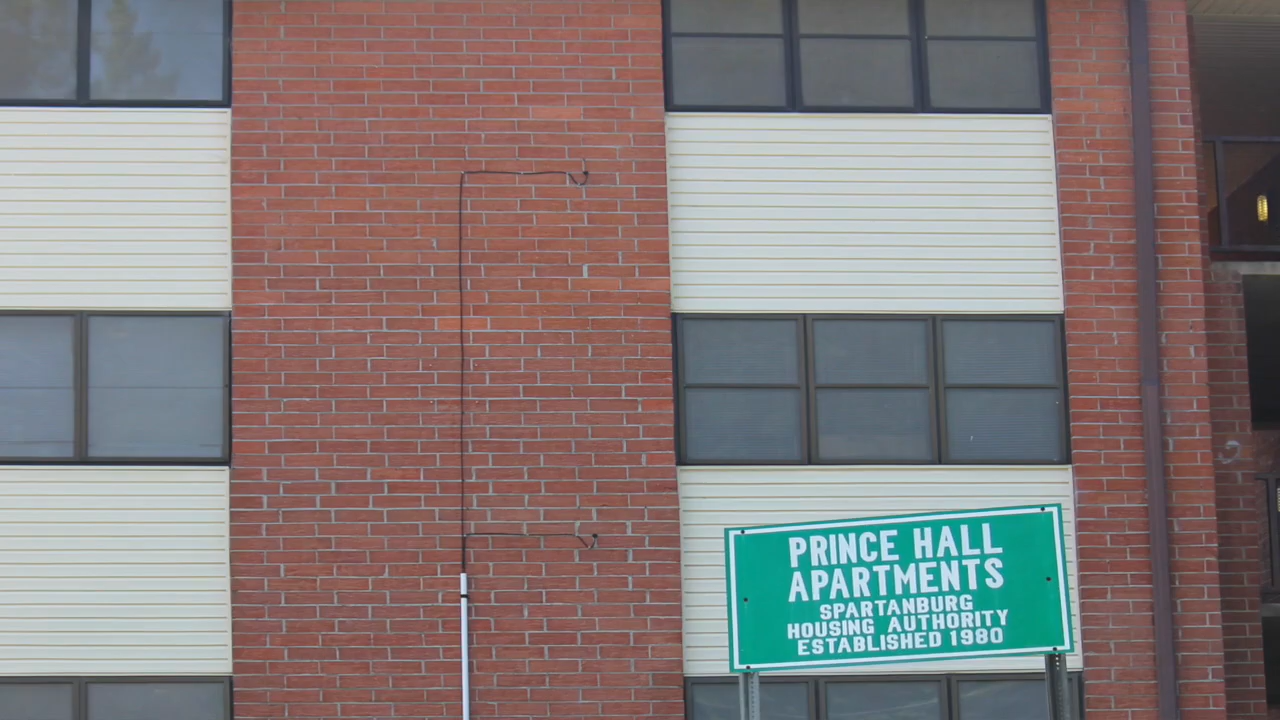 PRINCE HALL
APARTMENTS
SPARTANBURG
HOUSING AUTHORITY
ESTABLISHED 1980